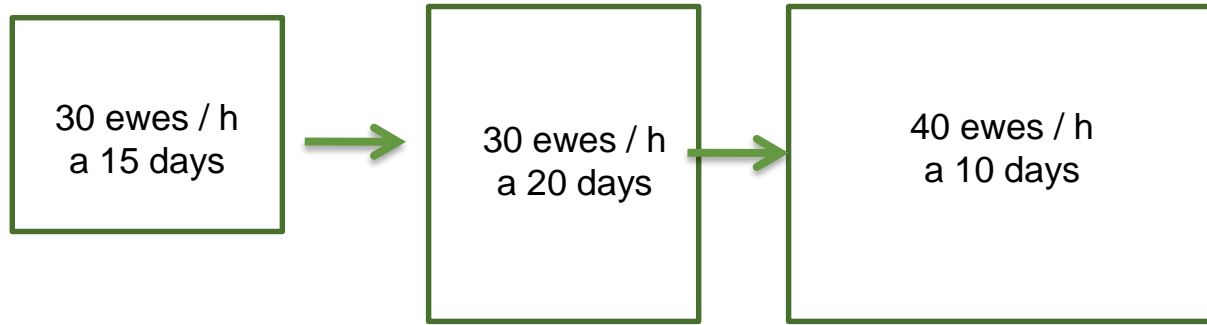 30 ewes / h
a 15 days
30 ewes / h
a 20 days
40 ewes / h
a 10 days